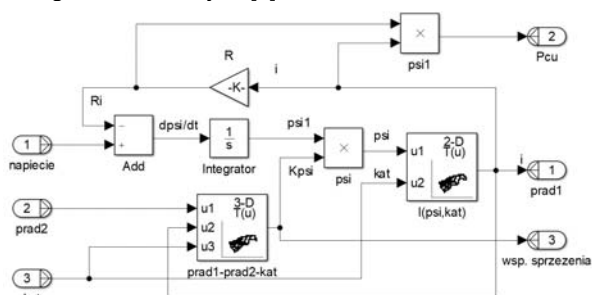 R
i
psi1
2
Pcu
-K-
Ri
dpsi/dt
1
s
psi1
psi
2-D
T(u)
u1
u2
i
1
napiecie
Add
Integrator
Kpsi
psi
kat
I(psi,kat)
1
prad1
2
prad2
u1
u2
u3
3-D
T(u)
3
wsp. sprzezenia
3
prad1-prad2-kat